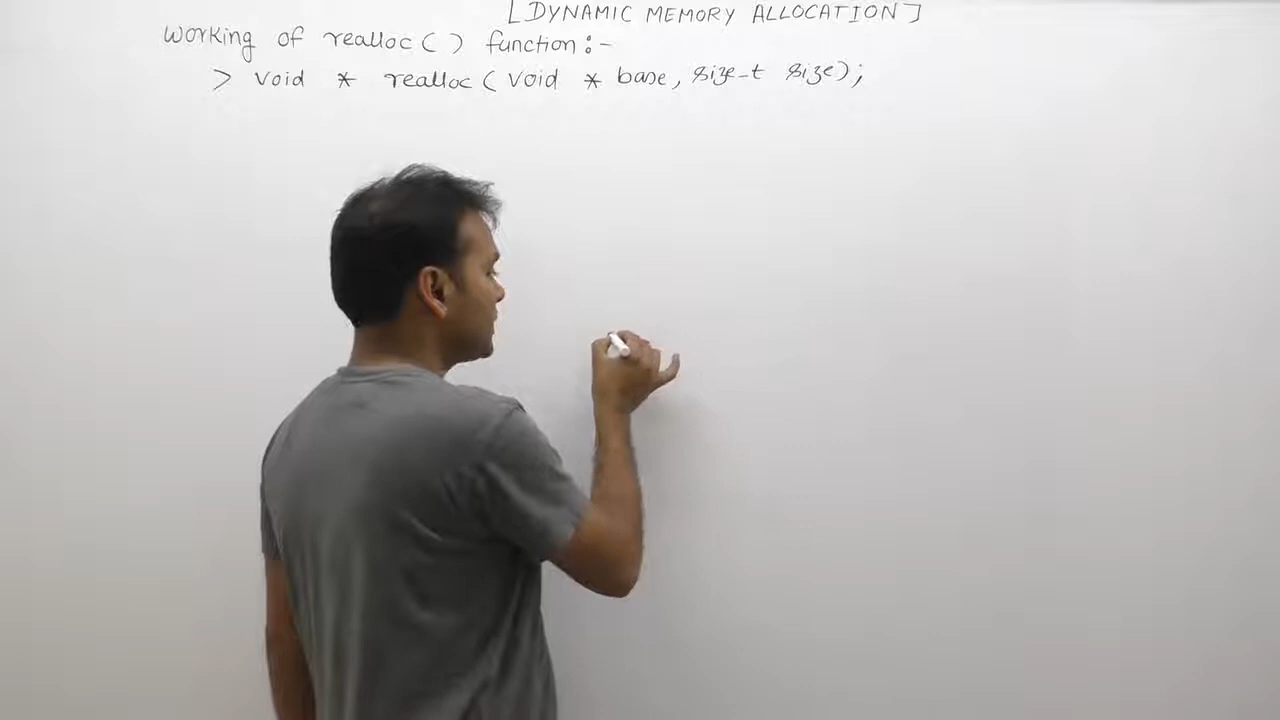 [DYNAMIC MEMORY ALLOCATION]
Working of realloc() function:-
> void * realloc(void * base, size_t size);